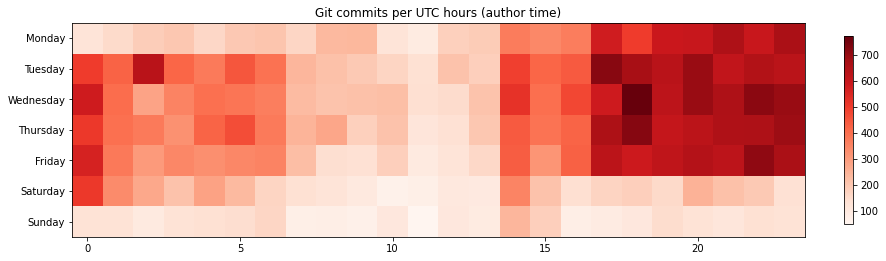 Git commits per UTC hours (author time)
Monday
Tuesday
Wednesday
Thursday
Friday
Saturday
Sunday
0 5 10 15 20
700
600
500
400
300
200
100